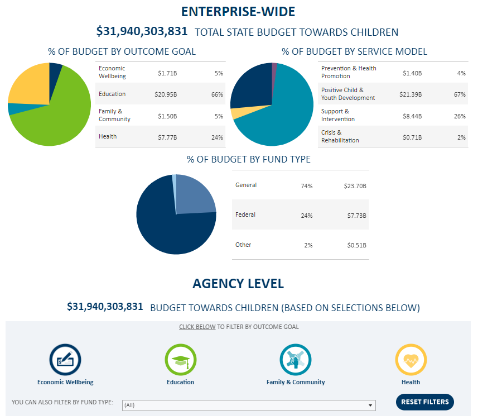 ENTERPRISE-WIDE
$31,940,303,831 TOTAL STATE BUDGET TOWARDS CHILDREN
% OF BUDGET BY OUTCOME GOAL
Economic
Wellbeing $1.71B 5%
Education $20.95B 66%
Family &
Community $1.50B 5%
Health $7.77B 24%
% OF BUDGET BY SERVICE MODEL
Prevention & Health
Promotion $1.40B 4%
Positive Child &
Youth Development $21.39B 67%
Support &
Intervention $8.44B 26%
Crisis &
Rehabilitation $0.71B 2%
% OF BUDGET BY FUND TYPE
General 74% $23.70B
Federal 24% $7.73B
Other 2% $0.51B
AGENCY LEVEL
$31,940,303,831 BUDGET TOWARDS CHILDREN (BASED ON SELECTIONS BELOW)
CLICK BELOW TO FILTER BY OUTCOME GOAL
Economic Wellbeing Education Family & Community Health
YOU CAN ALSO FILTER BY FUND TYPE: (All) RESET FILTERS